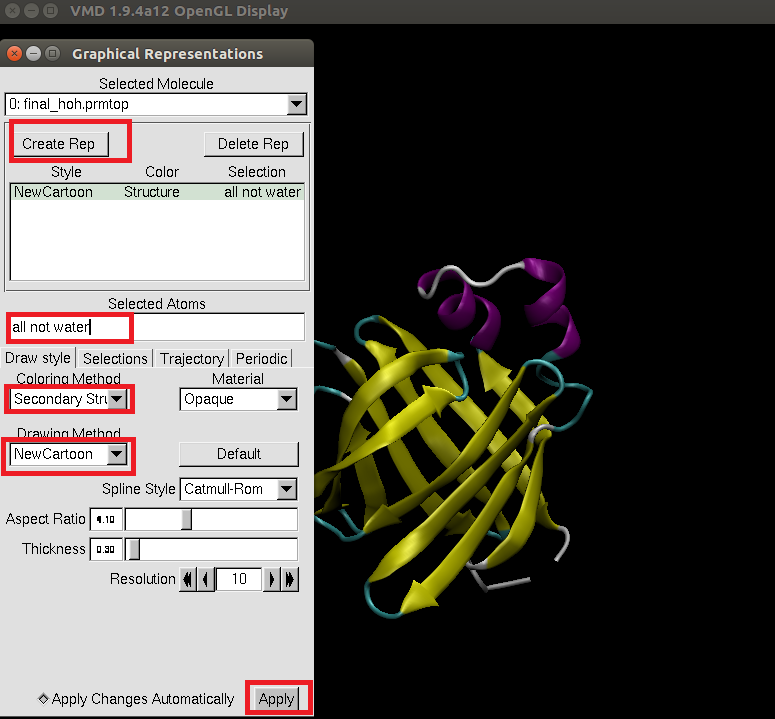 VMD 1.9.4a12 OpenGL Display
Graphical Representations
Selected Molecule
0: final_hoh.prmtop
Create Rep Delete Rep
Style Color Selection
NewCartoon Structure all not water
Selected Atoms
all not water
Draw style Selections Trajectory Periodic
Coloring Method Material
Secondary Stru Opaque
Drawing Method
NewCartoon Default
Spline Style Catmull-Rom
Aspect Ratio 4.10
Thickness 0.30
Resolution 10
Apply Changes Automatically Apply